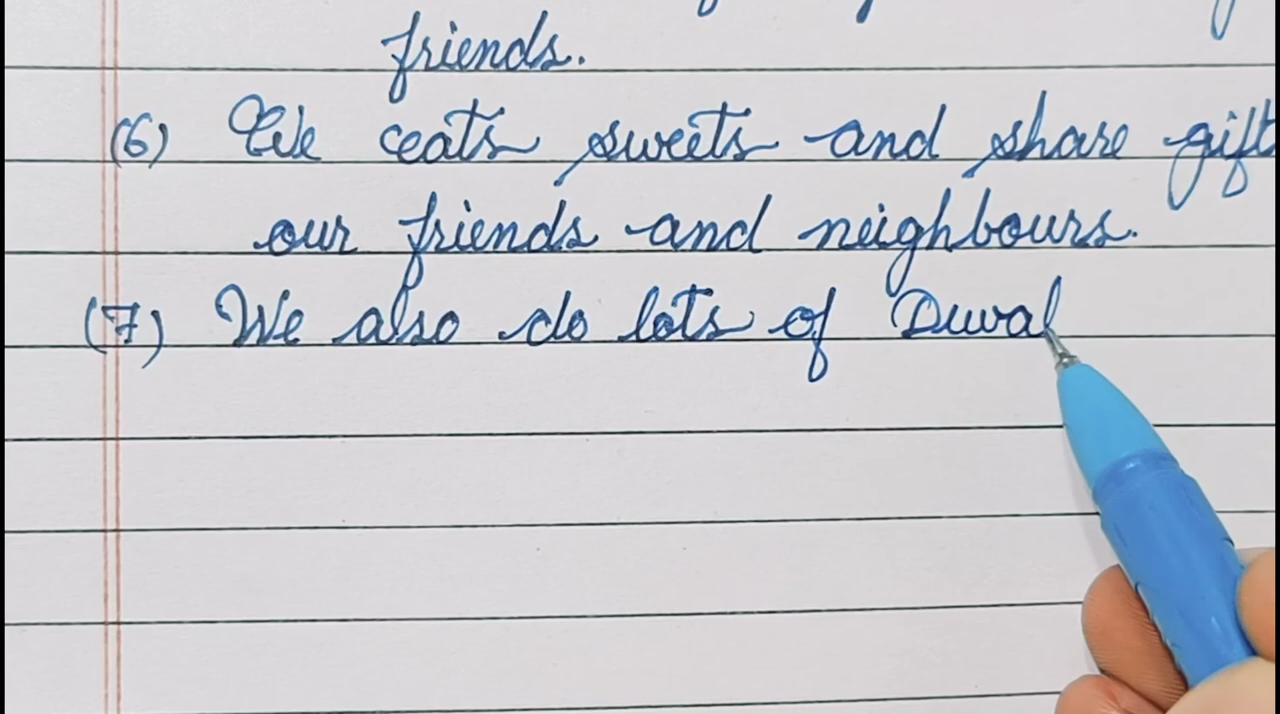 friends.
(6) We eats sweets and share gift
our friends and neighbours.
(7) We also do lots of Diwal